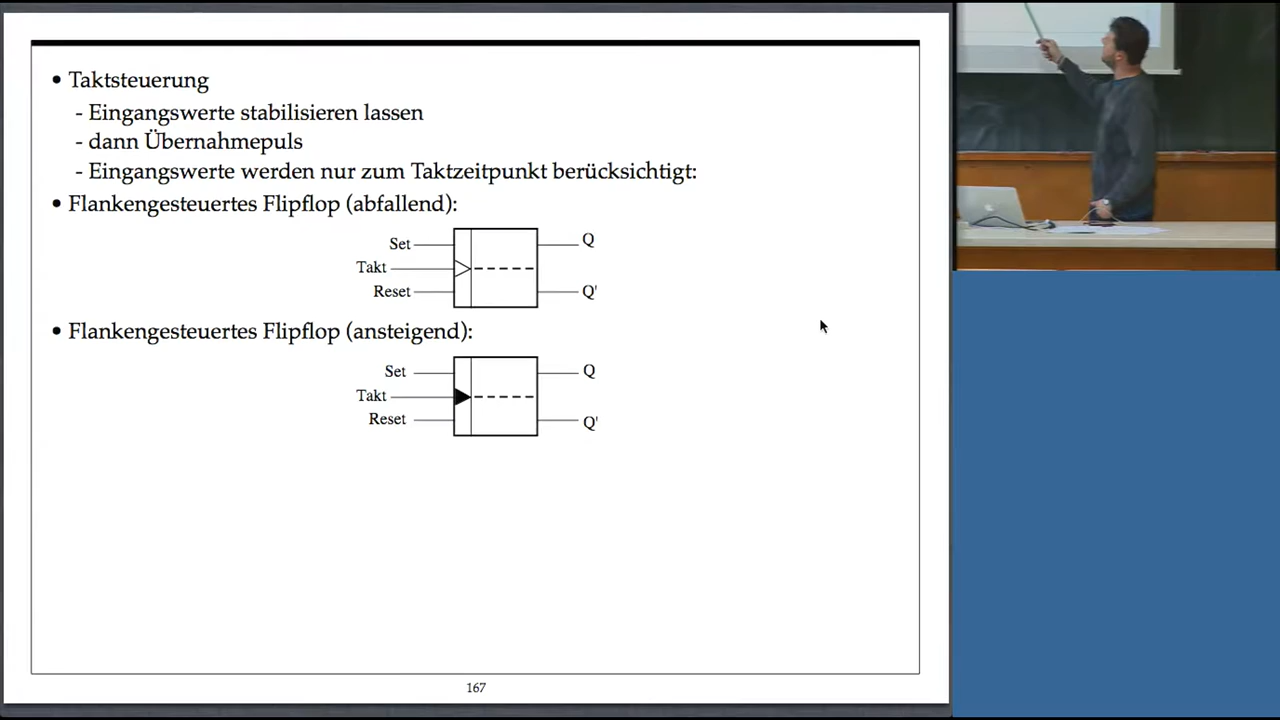 • Taktsteuerung
- Eingangswerte stabilisieren lassen
- dann Übernahmepuls
- Eingangswerte werden nur zum Taktzeitpunkt berücksichtigt:
• Flankengesteuertes Flipflop (abfallend):
Set
Q
Takt
Reset
Q'
• Flankengesteuertes Flipflop (ansteigend):
Set
Q
Takt
Reset
Q'
167